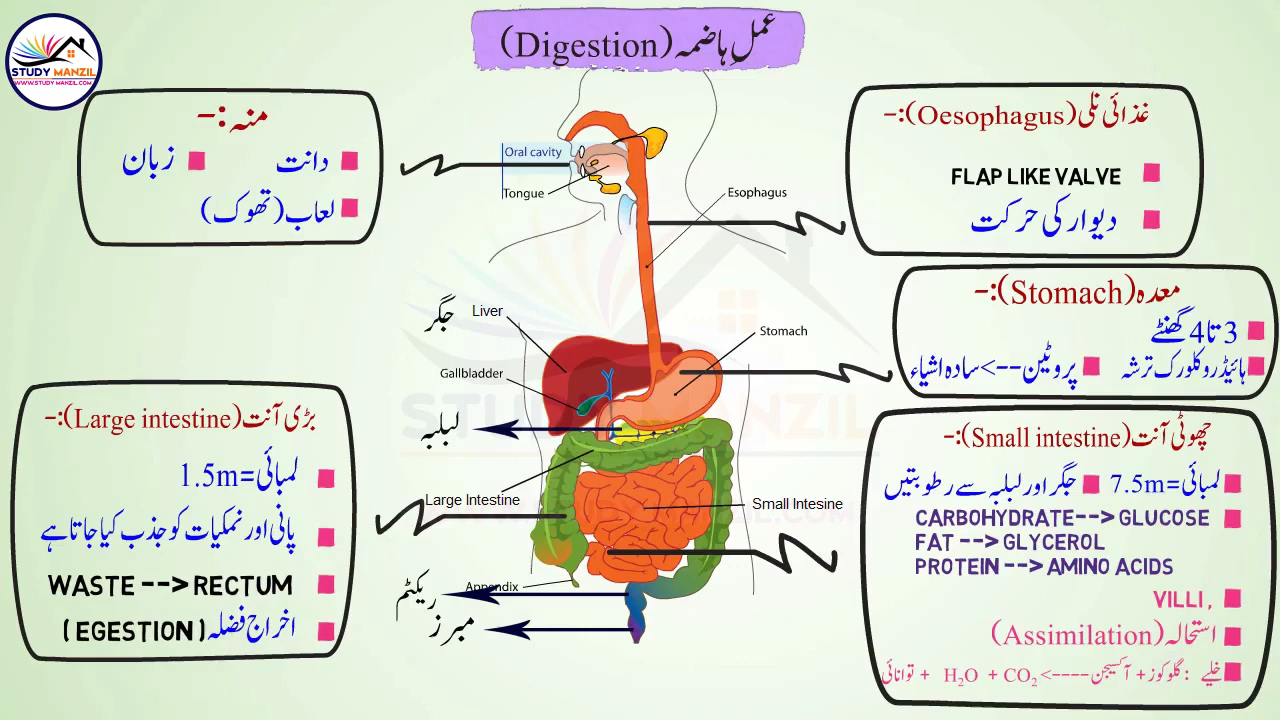 عمل ہاضمہ (Digestion)
STUDY MANZIL
WWW.STUDYMANZIL.COM
منہ :-
دانت
زبان
لعاب (تھوک)
غذائی نلی (Oesophagus):-
FLAP LIKE VALVE
دیوار کی حرکت
معدہ (Stomach):-
3 تا 4 گھنٹے
ہائیڈروکلورک ترشہ
پروٹین --> سادہ اشیاء
چھوٹی آنت (Small intestine):-
لمبائی = 7.5m
جگر اور لبلبہ سے رطوبتیں
CARBOHYDRATE--> GLUCOSE
FAT --> GLYCEROL
PROTEIN --> AMINO ACIDS
VILLI,
استحالہ (Assimilation)
خلیے : گلوکوز + آکسیجن ----> CO₂ + H₂O + توانائی
بڑی آنت (Large intestine):-
لمبائی = 1.5m
پانی اور نمکیات کو جذب کیا جاتا ہے
WASTE --> RECTUM
اخراج فضلہ (EGESTION)
Oral cavity
Tongue
Esophagus
جگر
Liver
Stomach
Gallbladder
لبلبہ
Large Intestine
Small Intesine
Appendix
ریکٹم
مبرز
STUDY MANZIL